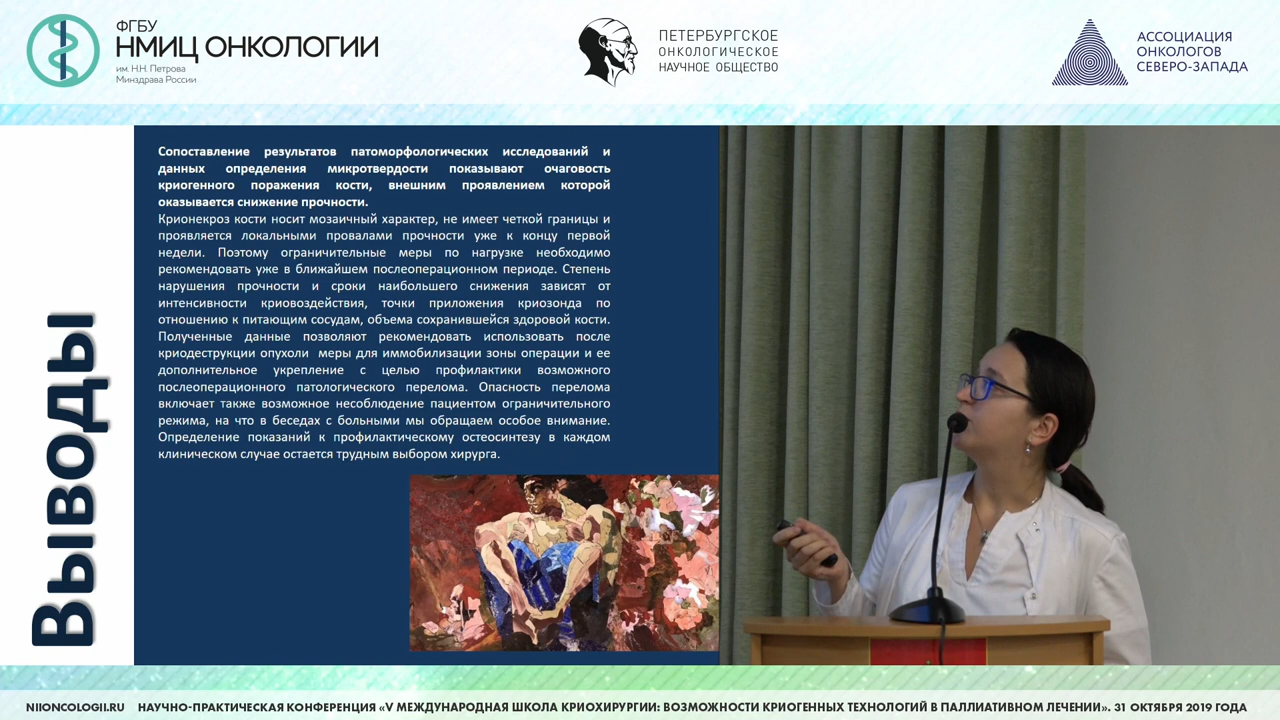 ФГБУ
НМИЦ ОНКОЛОГИИ
им. Н.Н. Петрова
Минздрава России
ПЕТЕРБУРГСКОЕ
ОНКОЛОГИЧЕСКОЕ
НАУЧНОЕ ОБЩЕСТВО
АССОЦИАЦИЯ
ОНКОЛОГОВ
СЕВЕРО-ЗАПАДА
Выводы
Сопоставление результатов патоморфологических исследований и
данных определения микротвердости показывают очаговость
криогенного поражения кости, внешним проявлением которой
оказывается снижение прочности.
Крионекроз кости носит мозаичный характер, не имеет четкой границы и
проявляется локальными провалами прочности уже к концу первой
недели. Поэтому ограничительные меры по нагрузке необходимо
рекомендовать уже в ближайшем послеоперационном периоде. Степень
нарушения прочности и сроки наибольшего снижения зависят от
интенсивности криовоздействия, точки приложения криозонда по
отношению к питающим сосудам, объема сохранившейся здоровой кости.
Полученные данные позволяют рекомендовать использовать после
криодеструкции опухоли меры для иммобилизации зоны операции и ее
дополнительное укрепление с целью профилактики возможного
послеоперационного патологического перелома. Опасность перелома
включает также возможное несоблюдение пациентом ограничительного
режима, на что в беседах с больными мы обращаем особое внимание.
Определение показаний к профилактическому остеосинтезу в каждом
клиническом случае остается трудным выбором хирурга.
NIIONCOLOGII.RU НАУЧНО-ПРАКТИЧЕСКАЯ КОНФЕРЕНЦИЯ «V МЕЖДУНАРОДНАЯ ШКОЛА КРИОХИРУРГИИ: ВОЗМОЖНОСТИ КРИОГЕННЫХ ТЕХНОЛОГИЙ В ПАЛЛИАТИВНОМ ЛЕЧЕНИИ». 31 ОКТЯБРЯ 2019 ГОДА